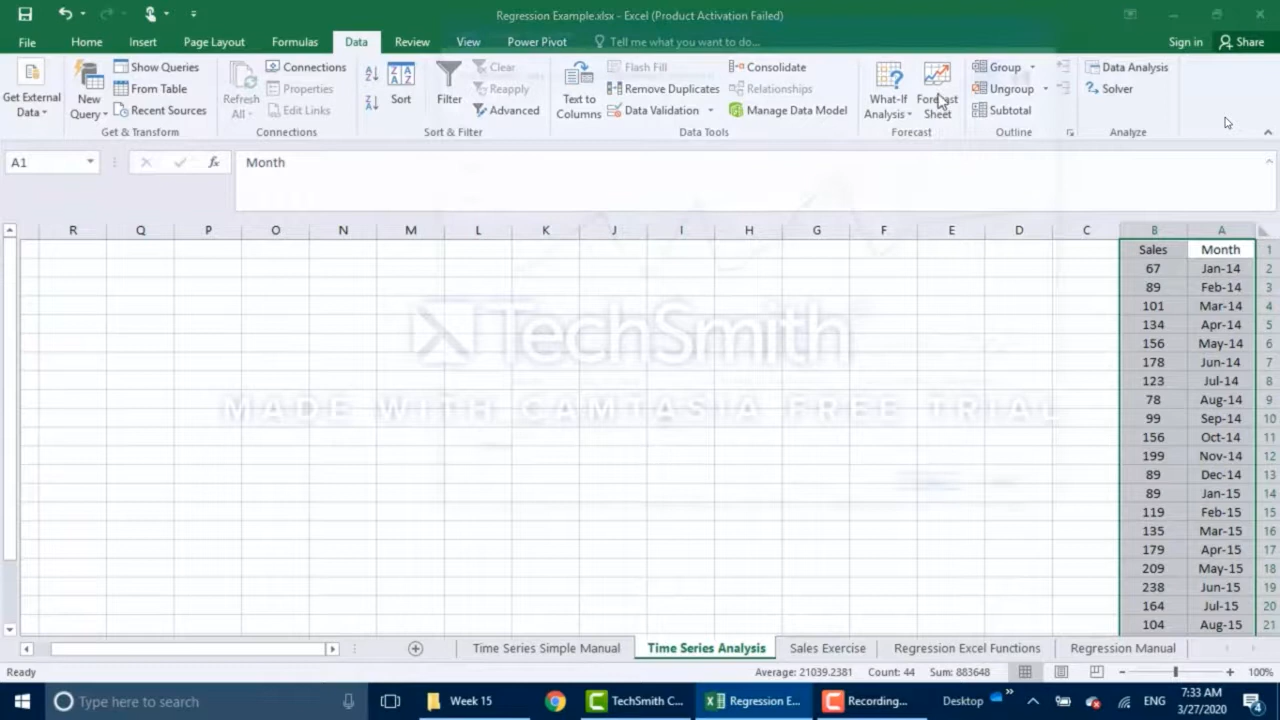 Regression Example.xlsx - Excel (Product Activation Failed)
File Home Insert Page Layout Formulas Data Review View Power Pivot Tell me what you want to do... Sign in Share
Get External Data
New Query
Show Queries
From Table
Recent Sources
Get & Transform
Refresh All
Connections
Properties
Edit Links
Connections
Sort
Filter
Clear
Reapply
Advanced
Sort & Filter
Text to Columns
Flash Fill
Remove Duplicates
Data Validation
Consolidate
Relationships
Manage Data Model
Data Tools
What-If Analysis
Forecast Sheet
Forecast
Group
Ungroup
Subtotal
Outline
Data Analysis
Solver
Analyze
A1 fx Month
R Q P O N M L K J I H G F E D C B A
Sales Month 1
67 Jan-14 2
89 Feb-14 3
101 Mar-14 4
134 Apr-14 5
156 May-14 6
178 Jun-14 7
123 Jul-14 8
78 Aug-14 9
99 Sep-14 10
156 Oct-14 11
199 Nov-14 12
89 Dec-14 13
89 Jan-15 14
119 Feb-15 15
135 Mar-15 16
179 Apr-15 17
209 May-15 18
238 Jun-15 19
164 Jul-15 20
104 Aug-15 21
TechSmith
MADE WITH CAMTASIA FREE TRIAL
Time Series Simple Manual Time Series Analysis Sales Exercise Regression Excel Functions Regression Manual
Ready Average: 21039.2381 Count: 44 Sum: 883648 100%
Type here to search Week 15 TechSmith C... Regression E... Recording... Desktop ENG 7:33 AM
3/27/2020
4